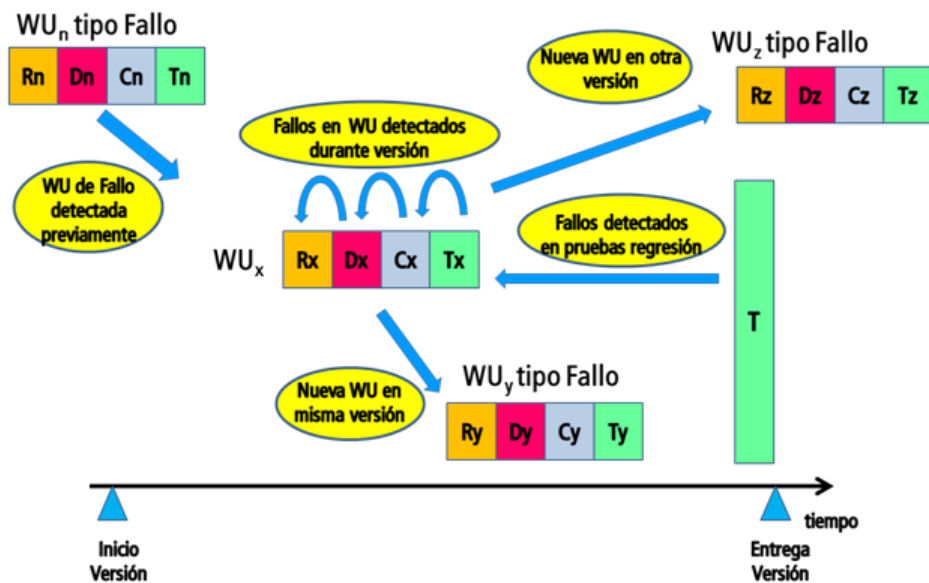 WUn tipo Fallo
Rn Dn Cn Tn
WU de Fallo
detectada
previamente
Fallos en WU detectados
durante versión
Nueva WU en otra
versión
WUz tipo Fallo
Rz Dz Cz Tz
WUx
Rx Dx Cx Tx
Fallos detectados
en pruebas regresión
T
Nueva WU en
misma versión
WUy tipo Fallo
Ry Dy Cy Ty
tiempo
Inicio
Versión
Entrega
Versión